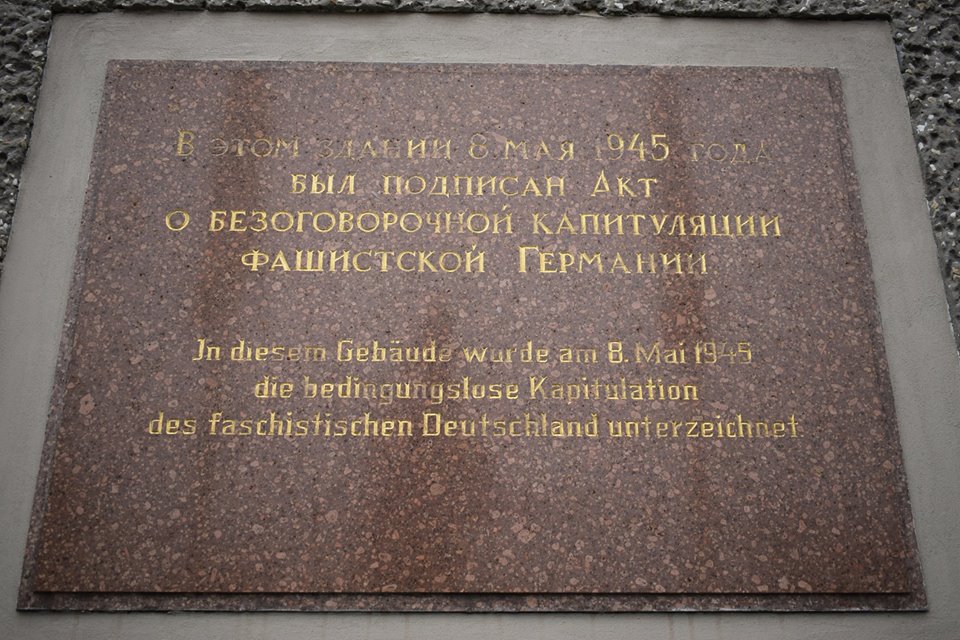 В этом здании 8 мая 1945 года
был подписан Акт
о безоговорочной капитуляции
фашистской Германии.
In diesem Gebäude wurde am 8. Mai 1945
die bedingungslose Kapitulation
des faschistischen Deutschland unterzeichnet